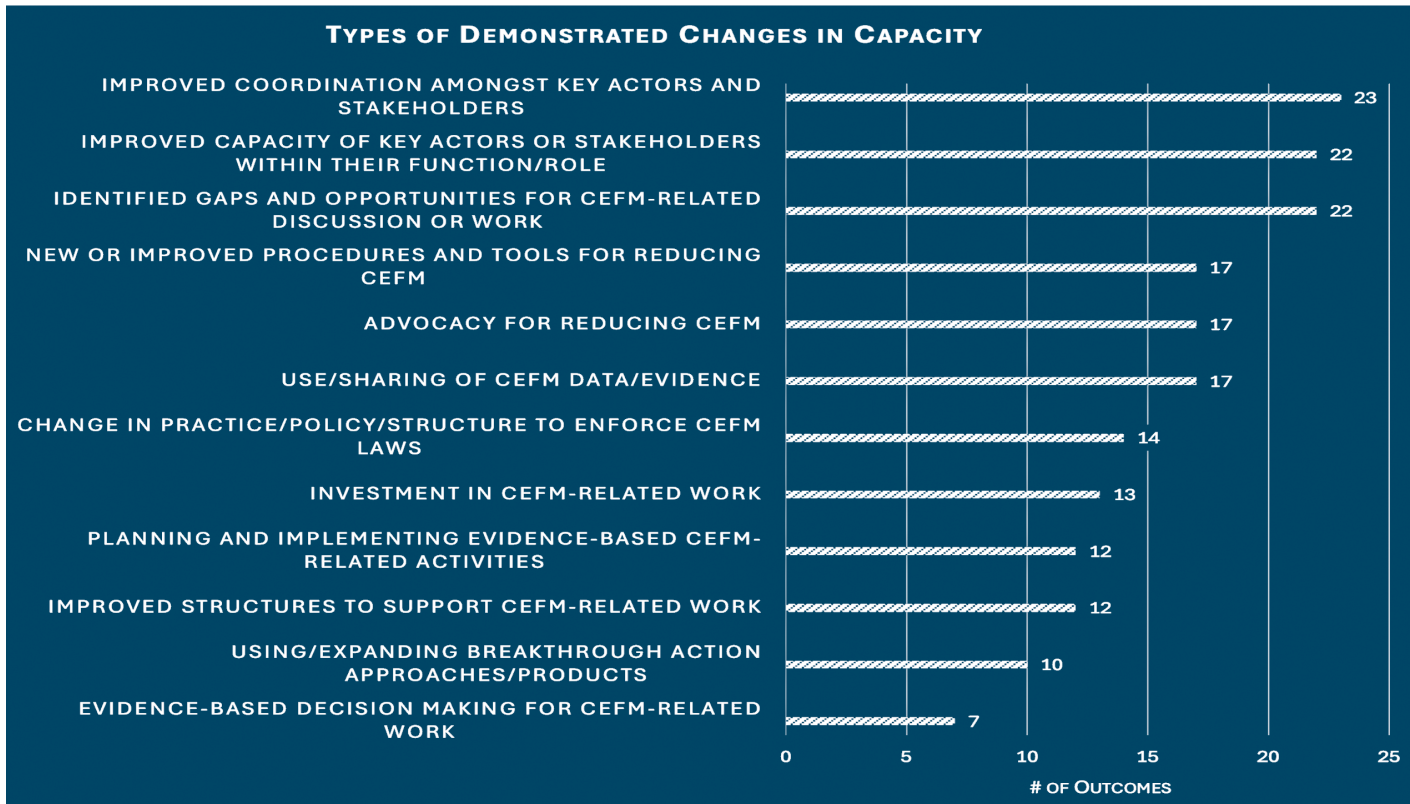 TYPES OF DEMONSTRATED CHANGES IN CAPACITY
IMPROVED COORDINATION AMONGST KEY ACTORS AND
STAKEHOLDERS
23
IMPROVED CAPACITY OF KEY ACTORS OR STAKEHOLDERS
WITHIN THEIR FUNCTION/ROLE
22
IDENTIFIED GAPS AND OPPORTUNITIES FOR CEFM-RELATED
DISCUSSION OR WORK
22
NEW OR IMPROVED PROCEDURES AND TOOLS FOR REDUCING
CEFM
17
ADVOCACY FOR REDUCING CEFM
17
USE/SHARING OF CEFM DATA/EVIDENCE
17
CHANGE IN PRACTICE/POLICY/STRUCTURE TO ENFORCE CEFM
LAWS
14
INVESTMENT IN CEFM-RELATED WORK
13
PLANNING AND IMPLEMENTING EVIDENCE-BASED CEFM-
RELATED ACTIVITIES
12
IMPROVED STRUCTURES TO SUPPORT CEFM-RELATED WORK
12
USING/EXPANDING BREAKTHROUGH ACTION
APPROACHES/PRODUCTS
10
EVIDENCE-BASED DECISION MAKING FOR CEFM-RELATED
WORK
7
0 5 10 15 20 25
# OF OUTCOMES